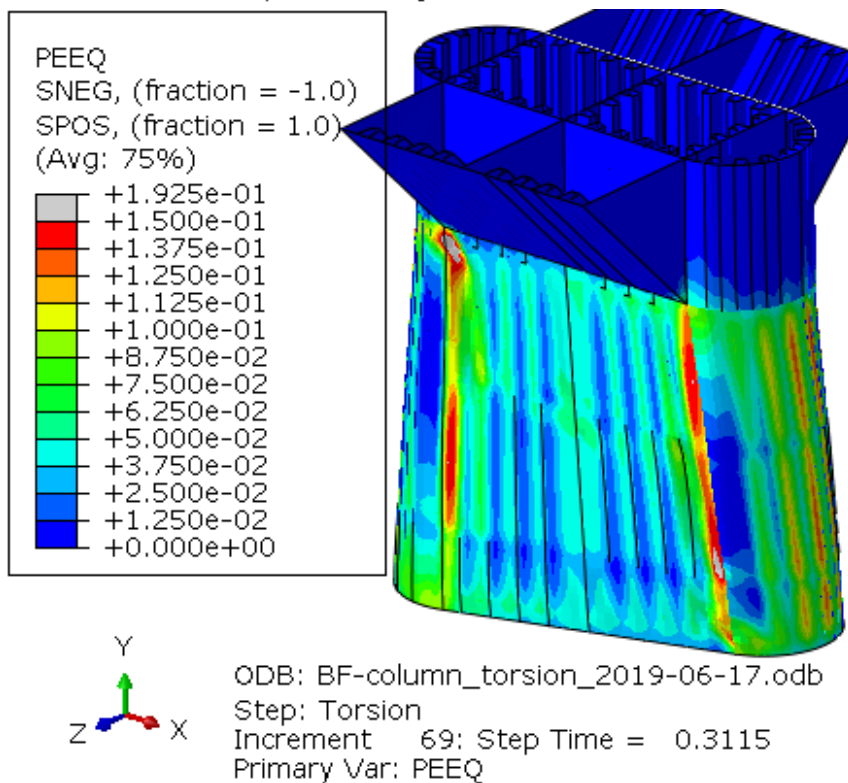 PEEQ
SNEG, (fraction = -1.0)
SPOS, (fraction = 1.0)
(Avg: 75%)
+1.925e-01
+1.500e-01
+1.375e-01
+1.250e-01
+1.125e-01
+1.000e-01
+8.750e-02
+7.500e-02
+6.250e-02
+5.000e-02
+3.750e-02
+2.500e-02
+1.250e-02
+0.000e+00
Y
Z
X
ODB: BF-column_torsion_2019-06-17.odb
Step: Torsion
Increment 69: Step Time = 0.3115
Primary Var: PEEQ